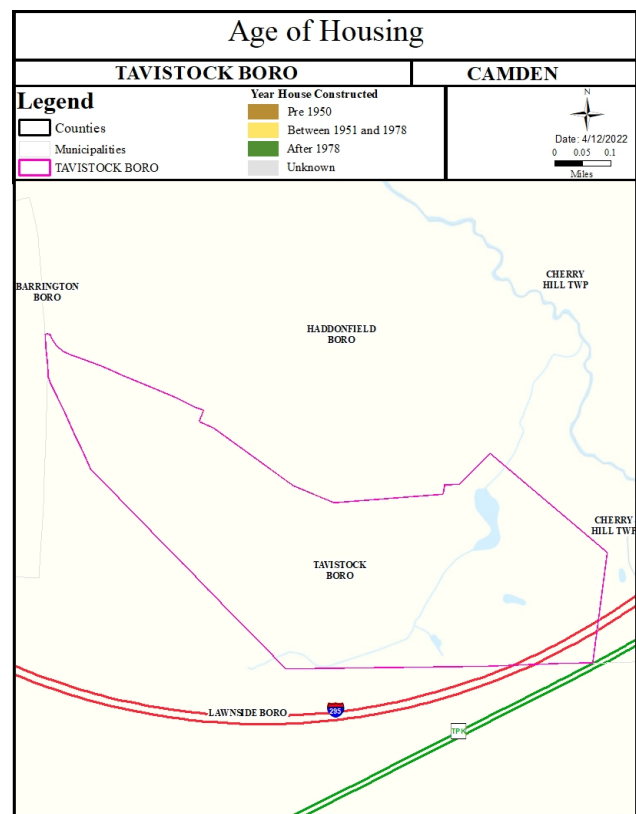 Age of Housing
TAVISTOCK BORO
CAMDEN
Legend
Counties
Municipalities
TAVISTOCK BORO
Year House Constructed
Pre 1950
Between 1951 and 1978
After 1978
Unknown
N
Date: 4/12/2022
0 0.05 0.1
Miles
CHERRY
HILL TWP
BARRINGTON
BORO
HADDONFIELD
BORO
CHERRY
HILL TWP
TAVISTOCK
BORO
LAWNSIDE BORO
295
TPK